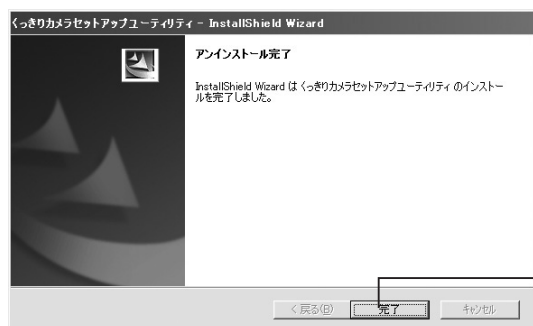 くっきりカメラセットアップユーティリティ - InstallShield Wizard
アンインストール完了
InstallShield Wizard は くっきりカメラセットアップユーティリティ のインストー
ルを完了しました。
< 戻る(B)
完了
キャンセル